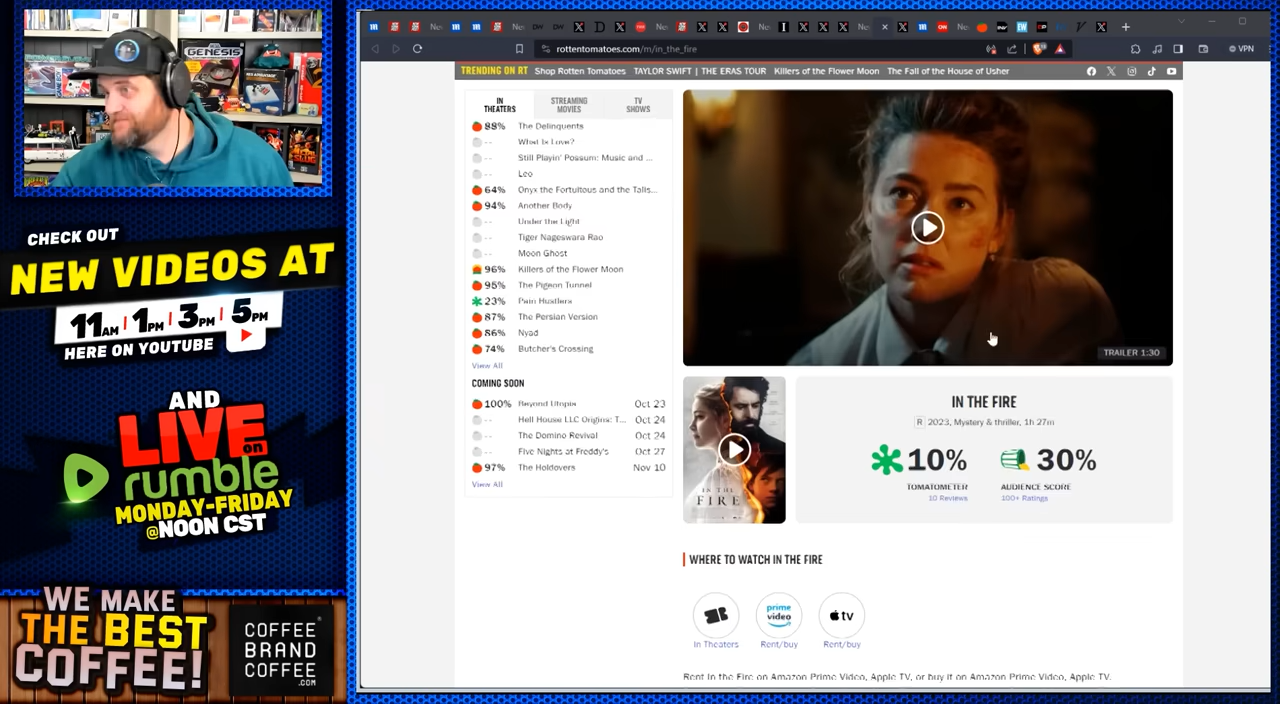 GENESIS
CHECK OUT
NEW VIDEOS AT
11AM | 1PM | 3PM | 5PM
HERE ON YOUTUBE
AND
LIVE on
rumble
MONDAY-FRIDAY
@NOON CST
WE MAKE
THE BEST
COFFEE!
COFFEE
BRAND
COFFEE
.COM
rottentomatoes.com/m/in_the_fire
VPN
TRENDING ON RT
Shop Rotten Tomatoes
TAYLOR SWIFT | THE ERAS TOUR
Killers of the Flower Moon
The Fall of the House of Usher
IN THEATERS
STREAMING MOVIES
TV SHOWS
88% The Delinquents
-- What Is Love?
-- Still Playin' Possum: Music and ...
-- Leo
64% Onyx the Fortuitous and the Talis...
94% Another Body
-- Under the Light
-- Tiger Nageswara Rao
-- Moon Ghost
96% Killers of the Flower Moon
95% The Pigeon Tunnel
23% Pain Hustlers
87% The Persian Version
86% Nyad
74% Butcher's Crossing
View All
COMING SOON
100% Beyond Utopia Oct 23
-- Hell House LLC Origins: T... Oct 24
-- The Domino Revival Oct 24
-- Five Nights at Freddy's Oct 27
97% The Holdovers Nov 10
View All
TRAILER 1:30
IN THE
FIRE
IN THE FIRE
R 2023, Mystery & thriller, 1h 27m
10% 30%
TOMATOMETER AUDIENCE SCORE
10 Reviews 100+ Ratings
WHERE TO WATCH IN THE FIRE
prime video
tv
In Theaters Rent/buy Rent/buy
Rent In the Fire on Amazon Prime Video, Apple TV, or buy it on Amazon Prime Video, Apple TV.